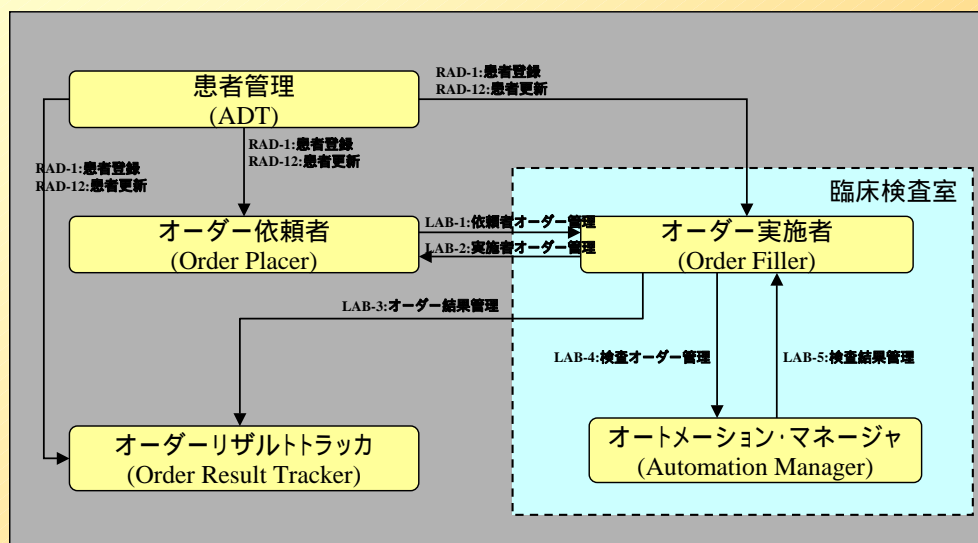 患者管理
(ADT)
RAD-1:患者登録
RAD-12:患者更新
RAD-1:患者登録
RAD-12:患者更新
RAD-1:患者登録
RAD-12:患者更新
臨床検査室
オーダー依頼者
(Order Placer)
LAB-1:依頼者オーダー管理
LAB-2:実施者オーダー管理
オーダー実施者
(Order Filler)
LAB-3:オーダー結果管理
LAB-4:検査オーダー管理
LAB-5:検査結果管理
オーダーリザルトトラッカ
(Order Result Tracker)
オートメーション・マネージャ
(Automation Manager)